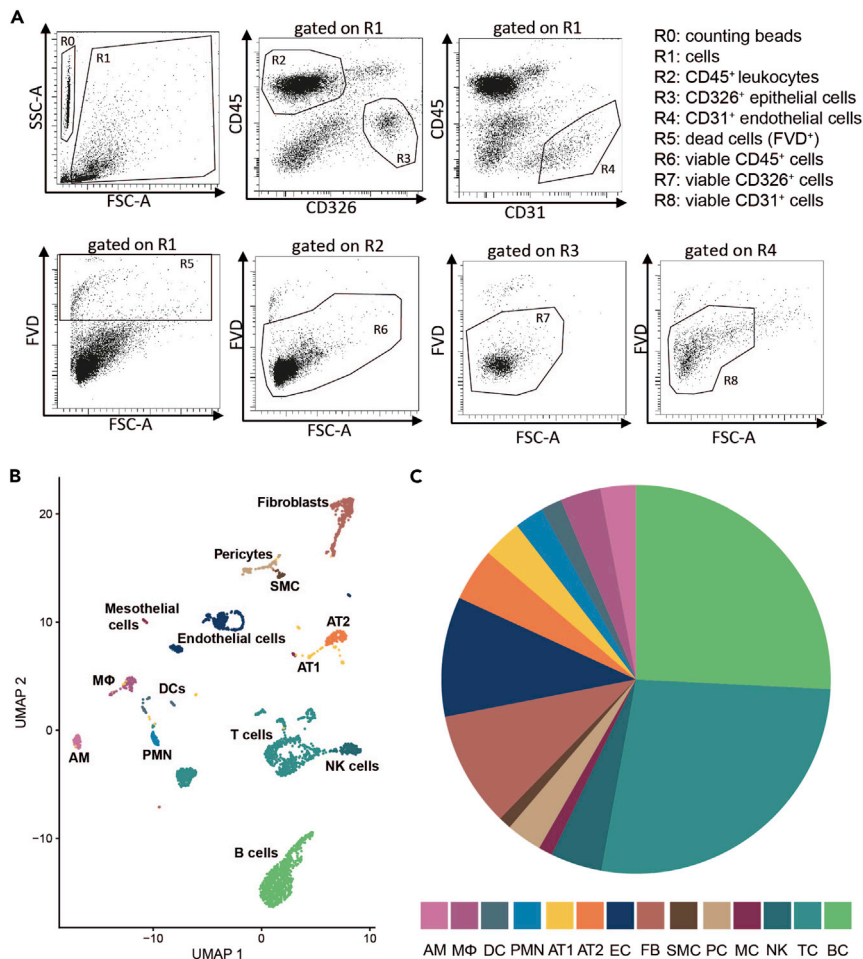 A
gated on R1
gated on R1
R0
R1
SSC-A
FSC-A
R2
R3
CD45
CD326
R4
CD45
CD31
R0: counting beads
R1: cells
R2: CD45⁺ leukocytes
R3: CD326⁺ epithelial cells
R4: CD31⁺ endothelial cells
R5: dead cells (FVD⁺)
R6: viable CD45⁺ cells
R7: viable CD326⁺ cells
R8: viable CD31⁺ cells
gated on R1
gated on R2
gated on R3
gated on R4
R5
FVD
FSC-A
R6
FVD
FSC-A
R7
FVD
FSC-A
R8
FVD
FSC-A
B
Fibroblasts
Pericytes
SMC
Mesothelial
cells
Endothelial cells
AT2
AT1
MΦ
DCs
T cells
AM
PMN
NK cells
B cells
20
10
0
−10
UMAP 2
−10
0
10
UMAP 1
C
AM MΦ DC PMN AT1 AT2 EC FB SMC PC MC NK TC BC